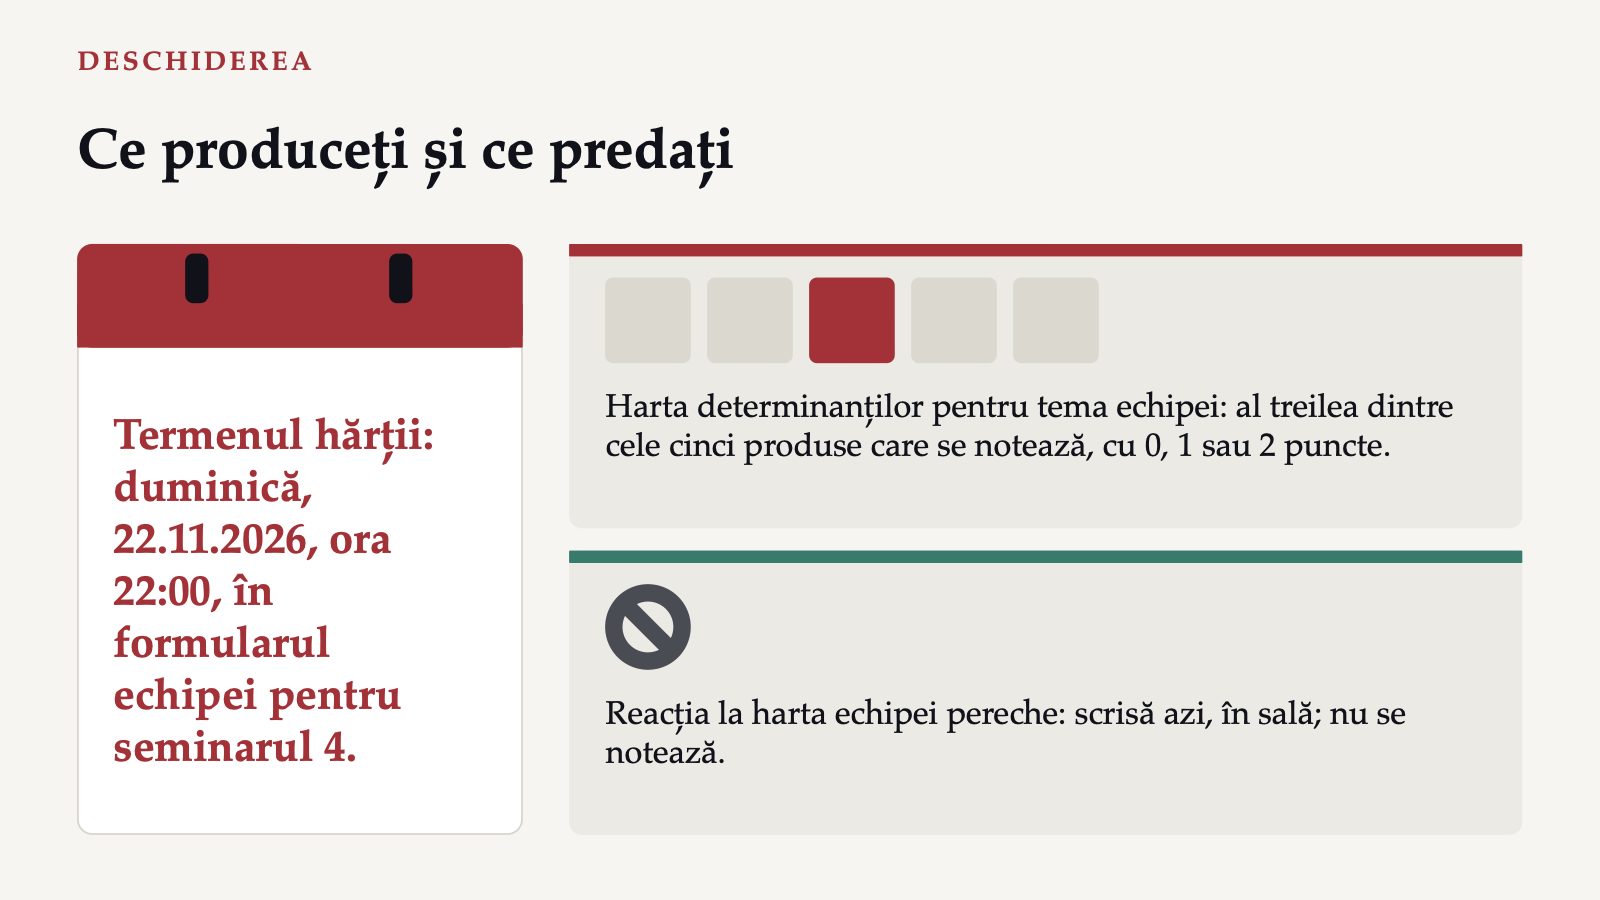 DESCHIDEREA
Ce produceți și ce predați
Termenul hărții:
duminică,
22.11.2026, ora
22:00, în
formularul
echipei pentru
seminarul 4.
Harta determinanților pentru tema echipei: al treilea dintre
cele cinci produse care se notează, cu 0, 1 sau 2 puncte.
Reacția la harta echipei pereche: scrisă azi, în sală; nu se
notează.